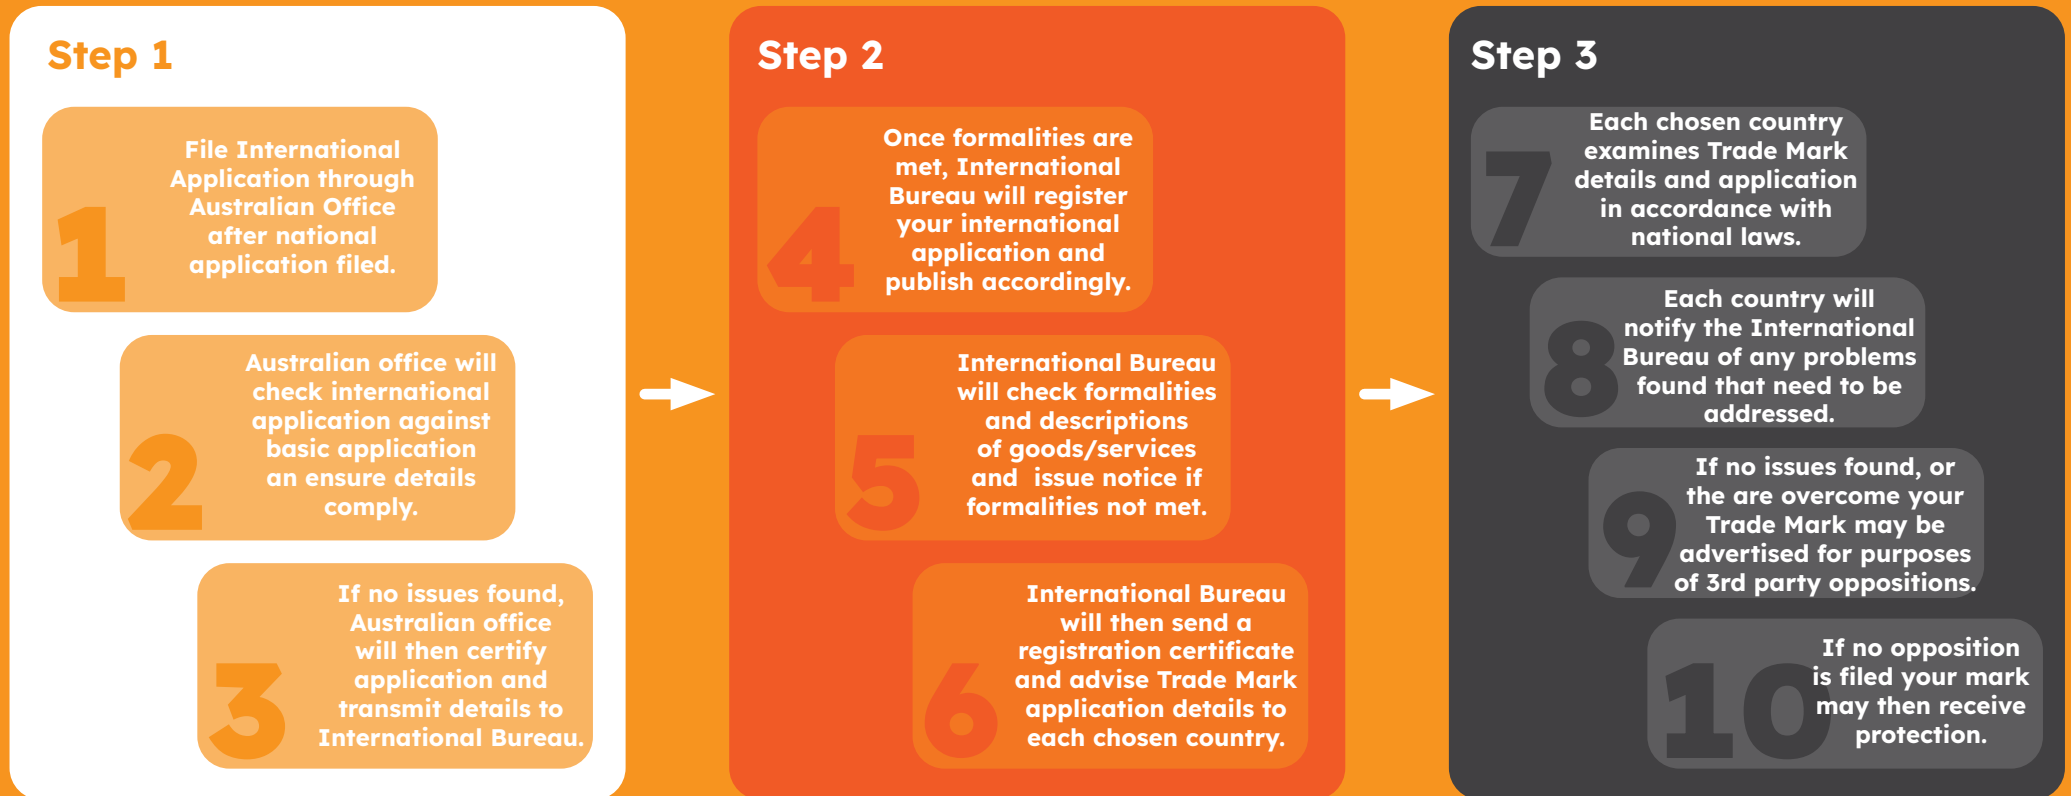 Step 1
1
File International
Application through
Australian Office
after national
application filed.
2
Australian office will
check international
application against
basic application
an ensure details
comply.
3
If no issues found,
Australian office
will then certify
application and
transmit details to
International Bureau.
Step 2
4
Once formalities are
met, International
Bureau will register
your international
application and
publish accordingly.
5
International Bureau
will check formalities
and descriptions
of goods/services
and issue notice if
formalities not met.
6
International Bureau
will then send a
registration certificate
and advise Trade Mark
application details to
each chosen country.
Step 3
7
Each chosen country
examines Trade Mark
details and application
in accordance with
national laws.
8
Each country will
notify the International
Bureau of any problems
found that need to be
addressed.
9
If no issues found, or
the are overcome your
Trade Mark may be
advertised for purposes
of 3rd party oppositions.
10
If no opposition
is filed your mark
may then receive
protection.